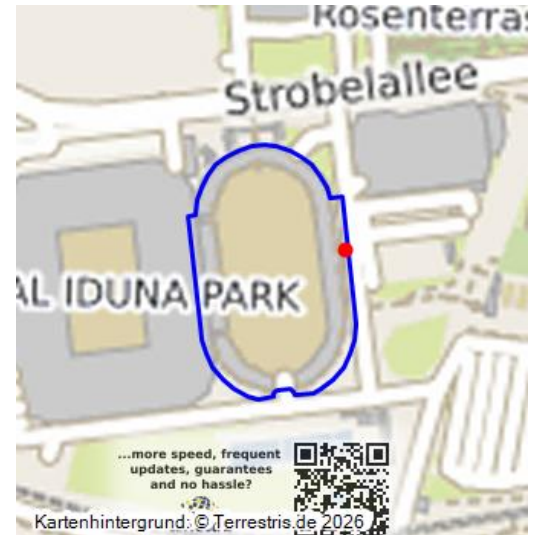 Rosenterras
Strobelallee
AL IDUNA PARK
...more speed, frequent
updates, guarantees
and no hassle?
Kartenhintergrund: © Terrestris.de 2026